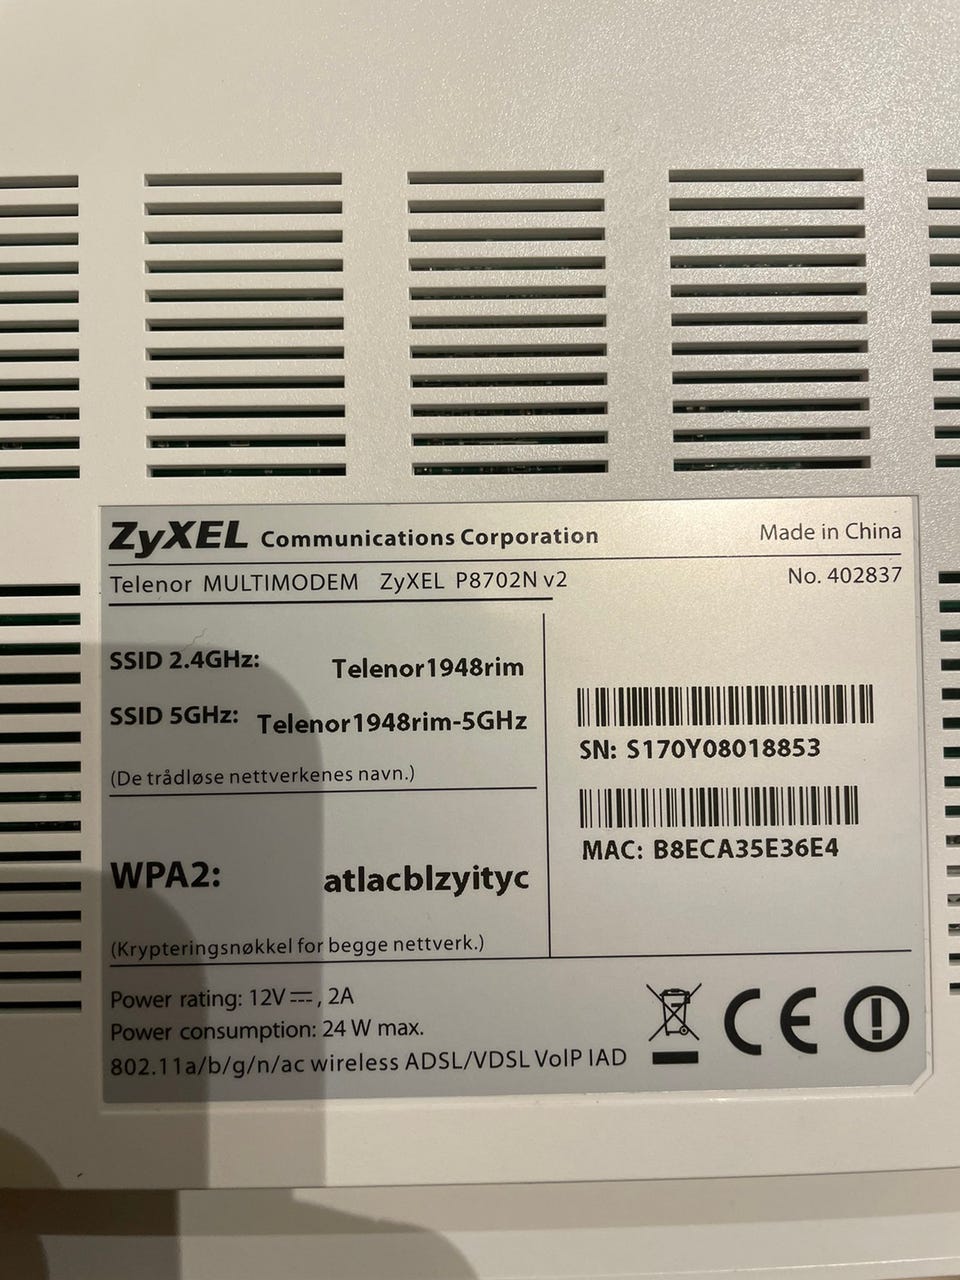 ZyXEL Communications Corporation
Made in China
Telenor MULTIMODEM ZyXEL P8702N v2
No. 402837
SSID 2.4GHz: Telenor1948rim
SSID 5GHz: Telenor1948rim-5GHz
(De trådløse nettverkenes navn.)
WPA2: atlacblzyityc
(Krypteringsnøkkel for begge nettverk.)
SN: S170Y08018853
MAC: B8ECA35E36E4
Power rating: 12V⎓, 2A
Power consumption: 24 W max.
802.11a/b/g/n/ac wireless ADSL/VDSL VoIP IAD
CE